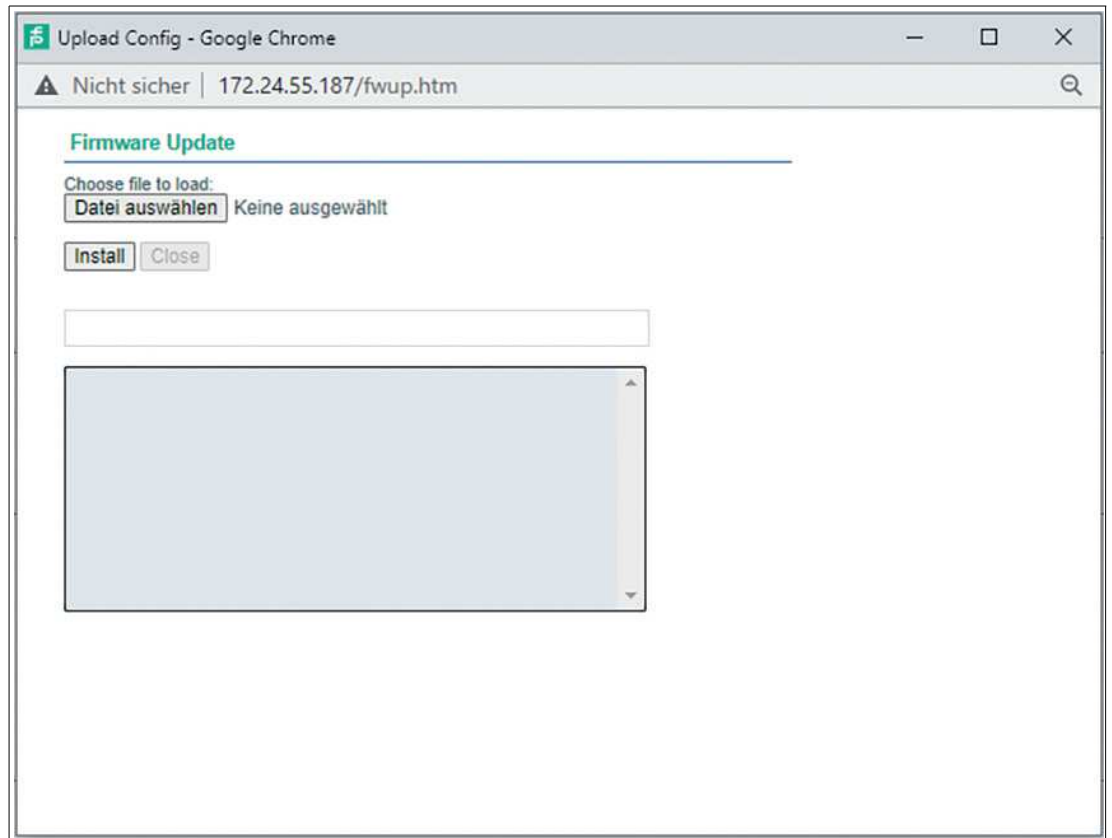 Upload Config - Google Chrome
Nicht sicher | 172.24.55.187/fwup.htm
Firmware Update
Choose file to load:
Datei auswählen Keine ausgewählt
Install Close